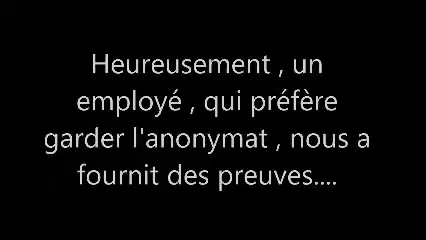 Heureusement , un
employé , qui préfère
garder l'anonymat , nous a
fournit des preuves....